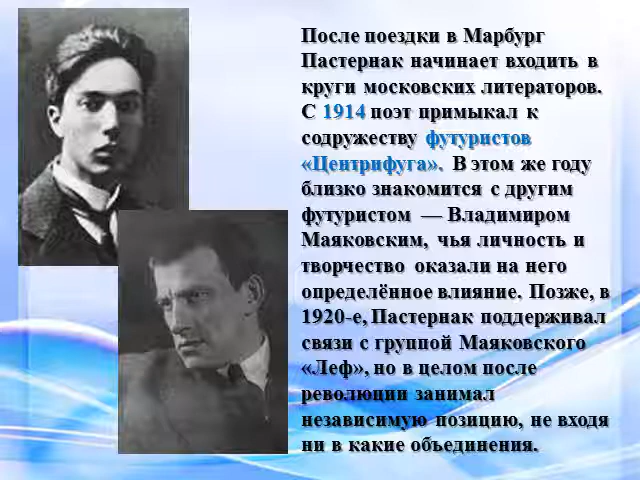 После поездки в Марбург
Пастернак начинает входить в
круги московских литераторов.
С 1914 поэт примыкал к
содружеству футуристов
«Центрифуга». В этом же году
близко знакомится с другим
футуристом — Владимиром
Маяковским, чья личность и
творчество оказали на него
определённое влияние. Позже, в
1920-е, Пастернак поддерживал
связи с группой Маяковского
«Леф», но в целом после
революции занимал
независимую позицию, не входя
ни в какие объединения.